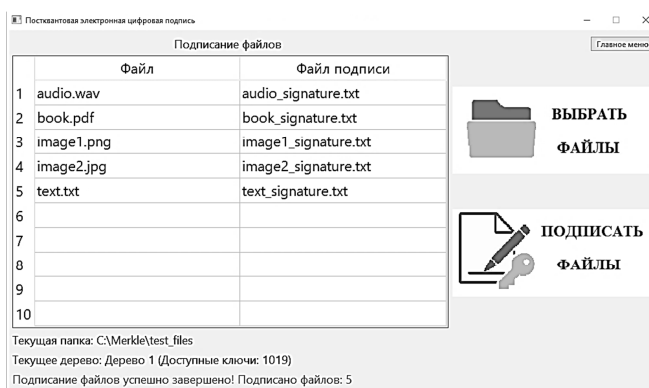 Постквантовая электронная цифровая подпись
Подписание файлов
Главное меню
Файл Файл подписи
1 audio.wav audio_signature.txt
2 book.pdf book_signature.txt
3 image1.png image1_signature.txt
4 image2.jpg image2_signature.txt
5 text.txt text_signature.txt
6
7
8
9
10
ВЫБРАТЬ
ФАЙЛЫ
ПОДПИСАТЬ
ФАЙЛЫ
Текущая папка: C:\Merkle\test_files
Текущее дерево: Дерево 1 (Доступные ключи: 1019)
Подписание файлов успешно завершено! Подписано файлов: 5